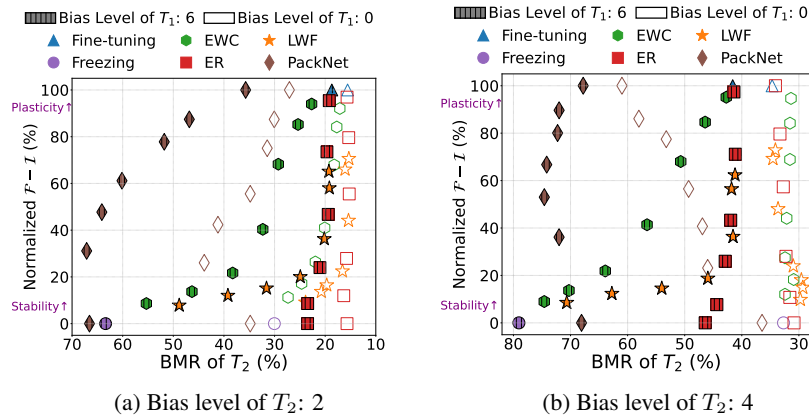 Bias Level of T₁: 6 Bias Level of T₁: 0
Fine-tuning EWC LWF
Freezing ER PackNet
100
Plasticity↑
80
60
40
20
Stability↑
0
Normalized 𝓕 − 𝓘 (%)
70 60 50 40 30 20 10
BMR of T₂ (%)
(a) Bias level of T₂: 2
Bias Level of T₁: 6 Bias Level of T₁: 0
Fine-tuning EWC LWF
Freezing ER PackNet
100
Plasticity↑
80
60
40
20
Stability↑
0
Normalized 𝓕 − 𝓘 (%)
80 70 60 50 40 30
BMR of T₂ (%)
(b) Bias level of T₂: 4